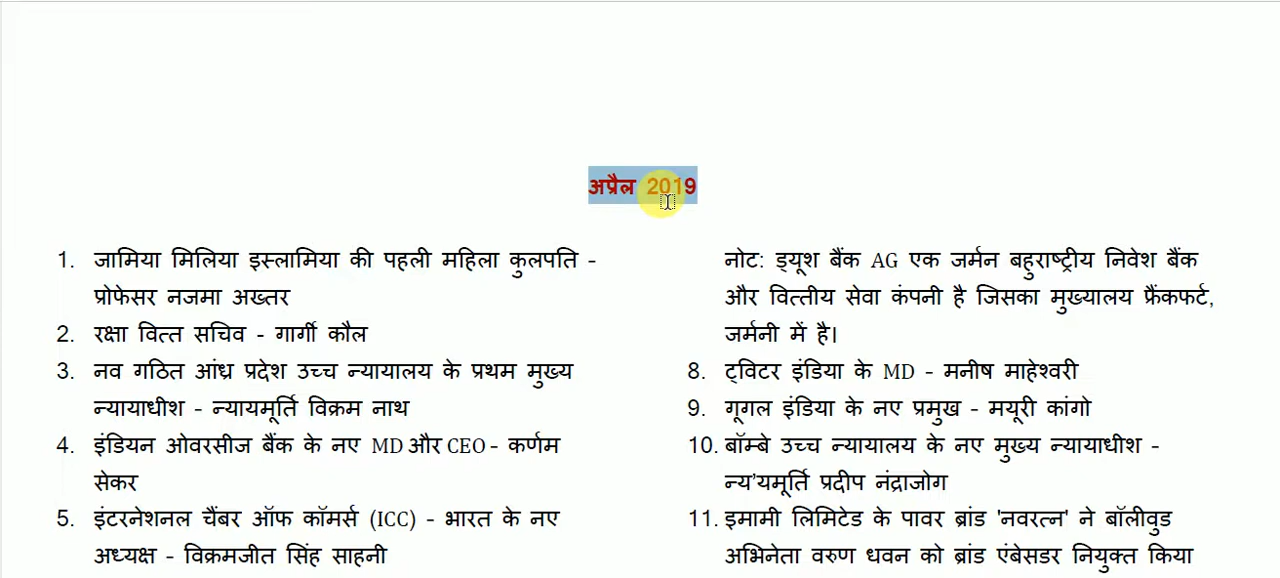 अप्रैल 2019
1. जामिया मिलिया इस्लामिया की पहली महिला कुलपति -
प्रोफेसर नजमा अख्तर
2. रक्षा वित्त सचिव - गार्गी कौल
3. नव गठित आंध्र प्रदेश उच्च न्यायालय के प्रथम मुख्य
न्यायाधीश - न्यायमूर्ति विक्रम नाथ
4. इंडियन ओवरसीज बैंक के नए MD और CEO - कर्णम
सेकर
5. इंटरनेशनल चैंबर ऑफ कॉमर्स (ICC) - भारत के नए
अध्यक्ष - विक्रमजीत सिंह साहनी
नोट: ड्यूश बैंक AG एक जर्मन बहुराष्ट्रीय निवेश बैंक
और वित्तीय सेवा कंपनी है जिसका मुख्यालय फ्रैंकफर्ट,
जर्मनी में है।
8. ट्विटर इंडिया के MD - मनीष माहेश्वरी
9. गूगल इंडिया के नए प्रमुख - मयूरी कांगो
10. बॉम्बे उच्च न्यायालय के नए मुख्य न्यायाधीश -
न्य'यमूर्ति प्रदीप नंद्राजोग
11. इमामी लिमिटेड के पावर ब्रांड 'नवरत्न' ने बॉलीवुड
अभिनेता वरुण धवन को ब्रांड एंबेसडर नियुक्त किया